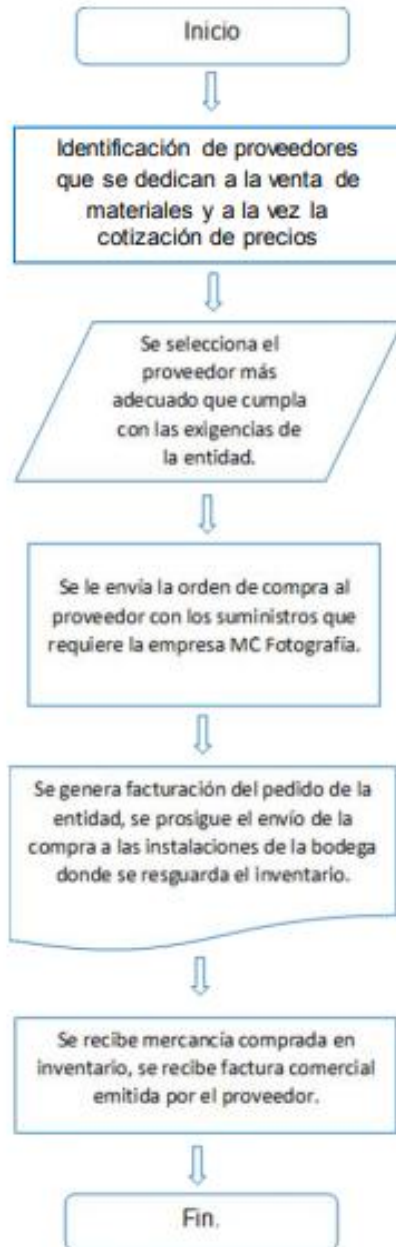 Inicio
Identificación de proveedores
que se dedican a la venta de
materiales y a la vez la
cotización de precios
Se selecciona el
proveedor más
adecuado que cumpla
con las exigencias de
la entidad.
Se le envía la orden de compra al
proveedor con los suministros que
requiere la empresa MC Fotografía.
Se genera facturación del pedido de la
entidad, se prosigue el envío de la
compra a las instalaciones de la bodega
donde se resguarda el inventario.
Se recibe mercancía comprada en
inventario, se recibe factura comercial
emitida por el proveedor.
Fin.